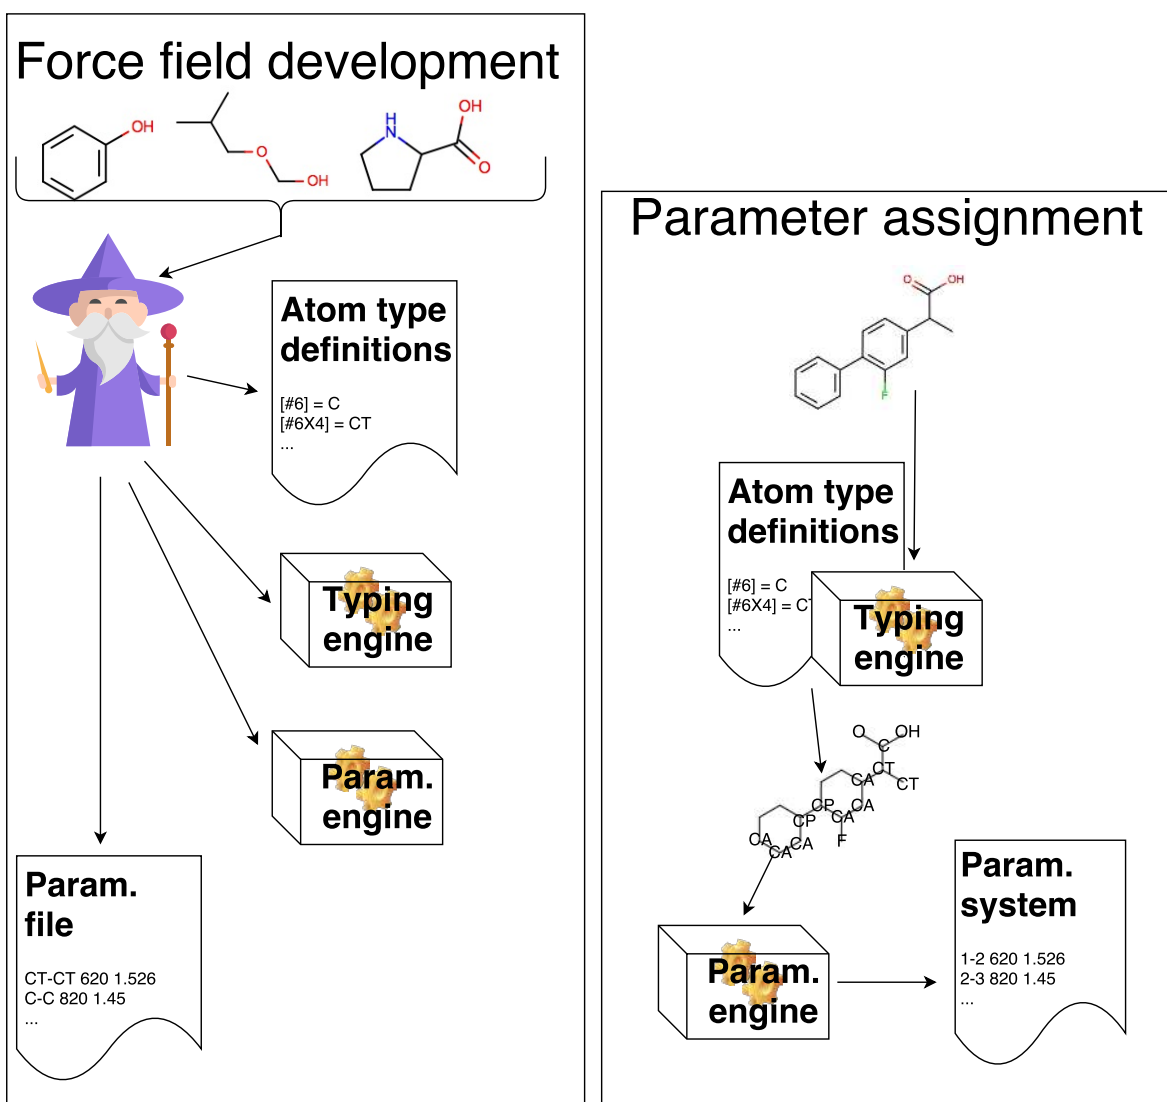 Force field development
OH
O
OH
H
N
OH
O
Atom type
definitions
[#6] = C
[#6X4] = CT
...
Typing
engine
Param.
engine
Param.
file
CT-CT 620 1.526
C-C 820 1.45
...
Parameter assignment
O
OH
F
Atom type
definitions
[#6] = C
[#6X4] = CT
...
Typing
engine
O
OH
C
CT
CA
CT
CP
CA
CA
CP
F
CA
CA
CA
Param.
engine
Param.
system
1-2 620 1.526
2-3 820 1.45
...